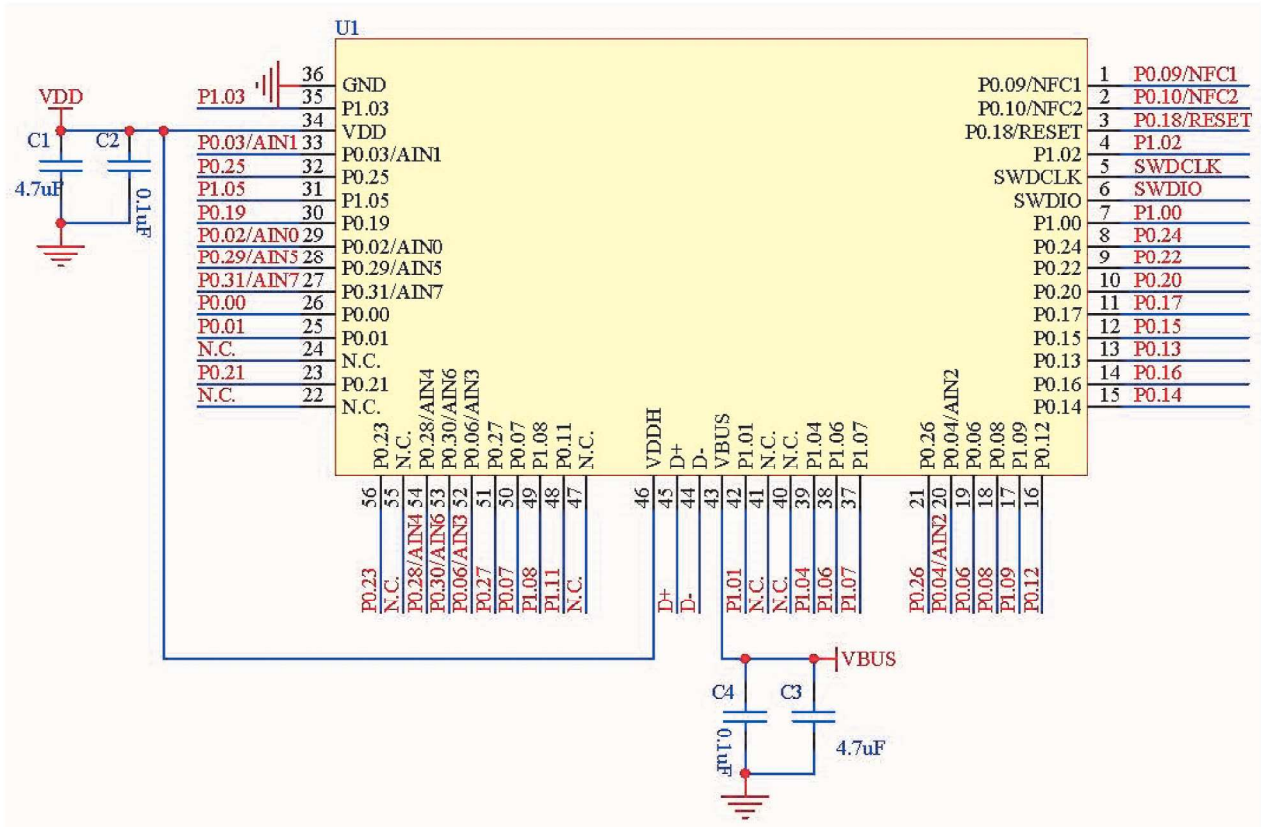 U1
VDD
C1
C2
4.7uF
0.1uF
P1.03
P0.03/AIN1
P0.25
P1.05
P0.19
P0.02/AIN0
P0.29/AIN5
P0.31/AIN7
P0.00
P0.01
N.C.
P0.21
N.C.
36
35
34
33
32
31
30
29
28
27
26
25
24
23
22
GND
P1.03
VDD
P0.03/AIN1
P0.25
P1.05
P0.19
P0.02/AIN0
P0.29/AIN5
P0.31/AIN7
P0.00
P0.01
N.C.
P0.21
N.C.
P0.09/NFC1
P0.10/NFC2
P0.18/RESET
P1.02
SWDCLK
SWDIO
P1.00
P0.24
P0.22
P0.20
P0.17
P0.15
P0.13
P0.16
P0.14
1 P0.09/NFC1
2 P0.10/NFC2
3 P0.18/RESET
4 P1.02
5 SWDCLK
6 SWDIO
7 P1.00
8 P0.24
9 P0.22
10 P0.20
11 P0.17
12 P0.15
13 P0.13
14 P0.16
15 P0.14
P0.23
N.C.
P0.28/AIN4
P0.30/AIN6
P0.06/AIN3
P0.27
P0.07
P1.08
P0.11
N.C.
VDDH
D+
D-
VBUS
P1.01
N.C.
N.C.
P1.04
P1.06
P1.07
P0.26
P0.04/AIN2
P0.06
P0.08
P1.09
P0.12
56
55
54
53
52
51
50
49
48
47
46
45
44
43
42
41
40
39
38
37
21
20
19
18
17
16
P0.23
N.C.
P0.28/AIN4
P0.30/AIN6
P0.06/AIN3
P0.27
P0.07
P1.08
P1.11
N.C.
D+
D-
P1.01
N.C.
N.C.
P1.04
P1.06
P1.07
P0.26
P0.04/AIN2
P0.06
P0.08
P1.09
P0.12
VBUS
C4
C3
0.1uF
4.7uF